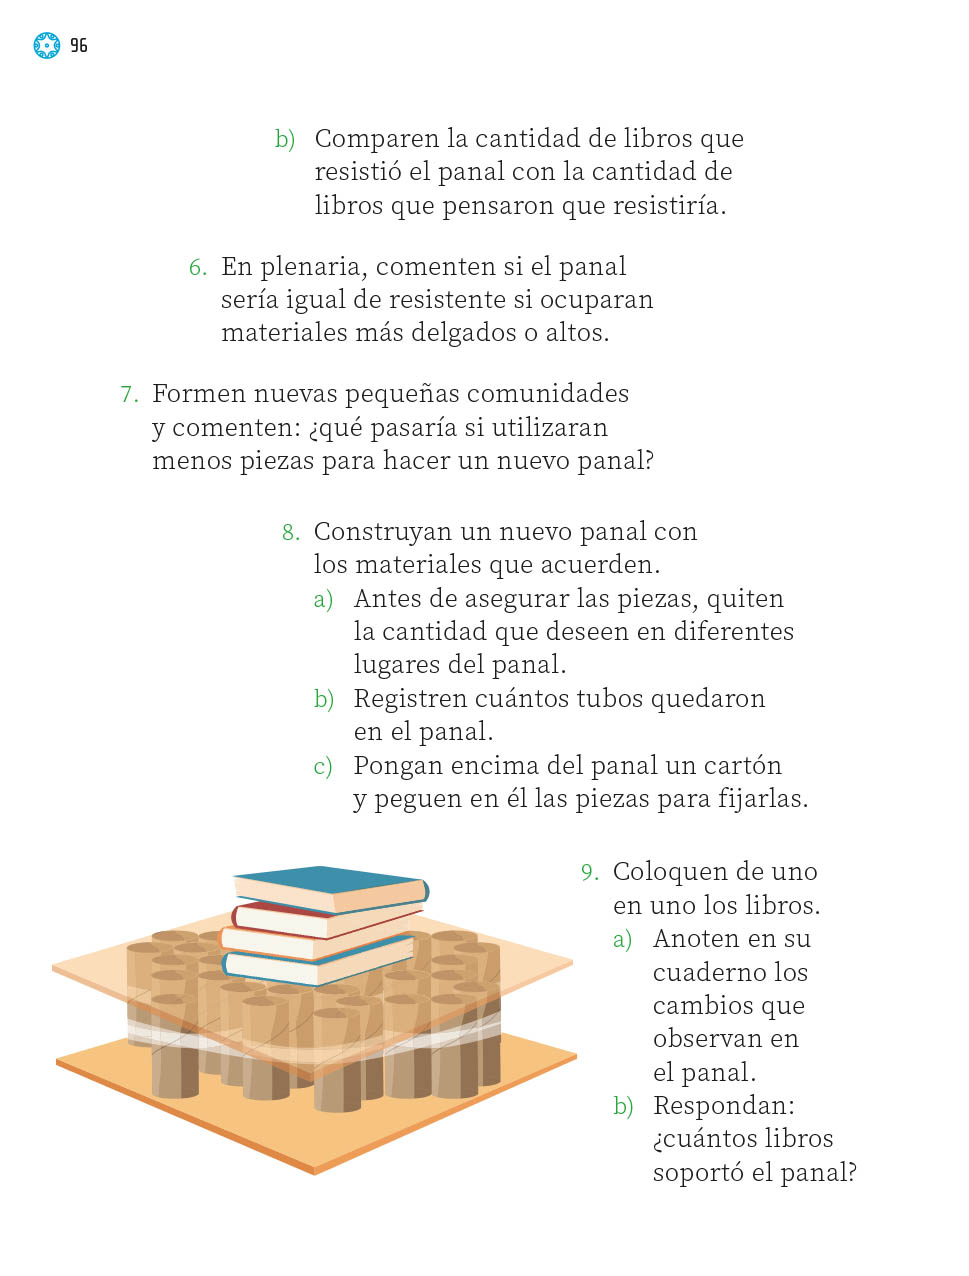 96
b) Comparen la cantidad de libros que
resistió el panal con la cantidad de
libros que pensaron que resistiría.
6. En plenaria, comenten si el panal
sería igual de resistente si ocuparan
materiales más delgados o altos.
7. Formen nuevas pequeñas comunidades
y comenten: ¿qué pasaría si utilizaran
menos piezas para hacer un nuevo panal?
8. Construyan un nuevo panal con
los materiales que acuerden.
a) Antes de asegurar las piezas, quiten
la cantidad que deseen en diferentes
lugares del panal.
b) Registren cuántos tubos quedaron
en el panal.
c) Pongan encima del panal un cartón
y peguen en él las piezas para fijarlas.
9. Coloquen de uno
en uno los libros.
a) Anoten en su
cuaderno los
cambios que
observan en
el panal.
b) Respondan:
¿cuántos libros
soportó el panal?